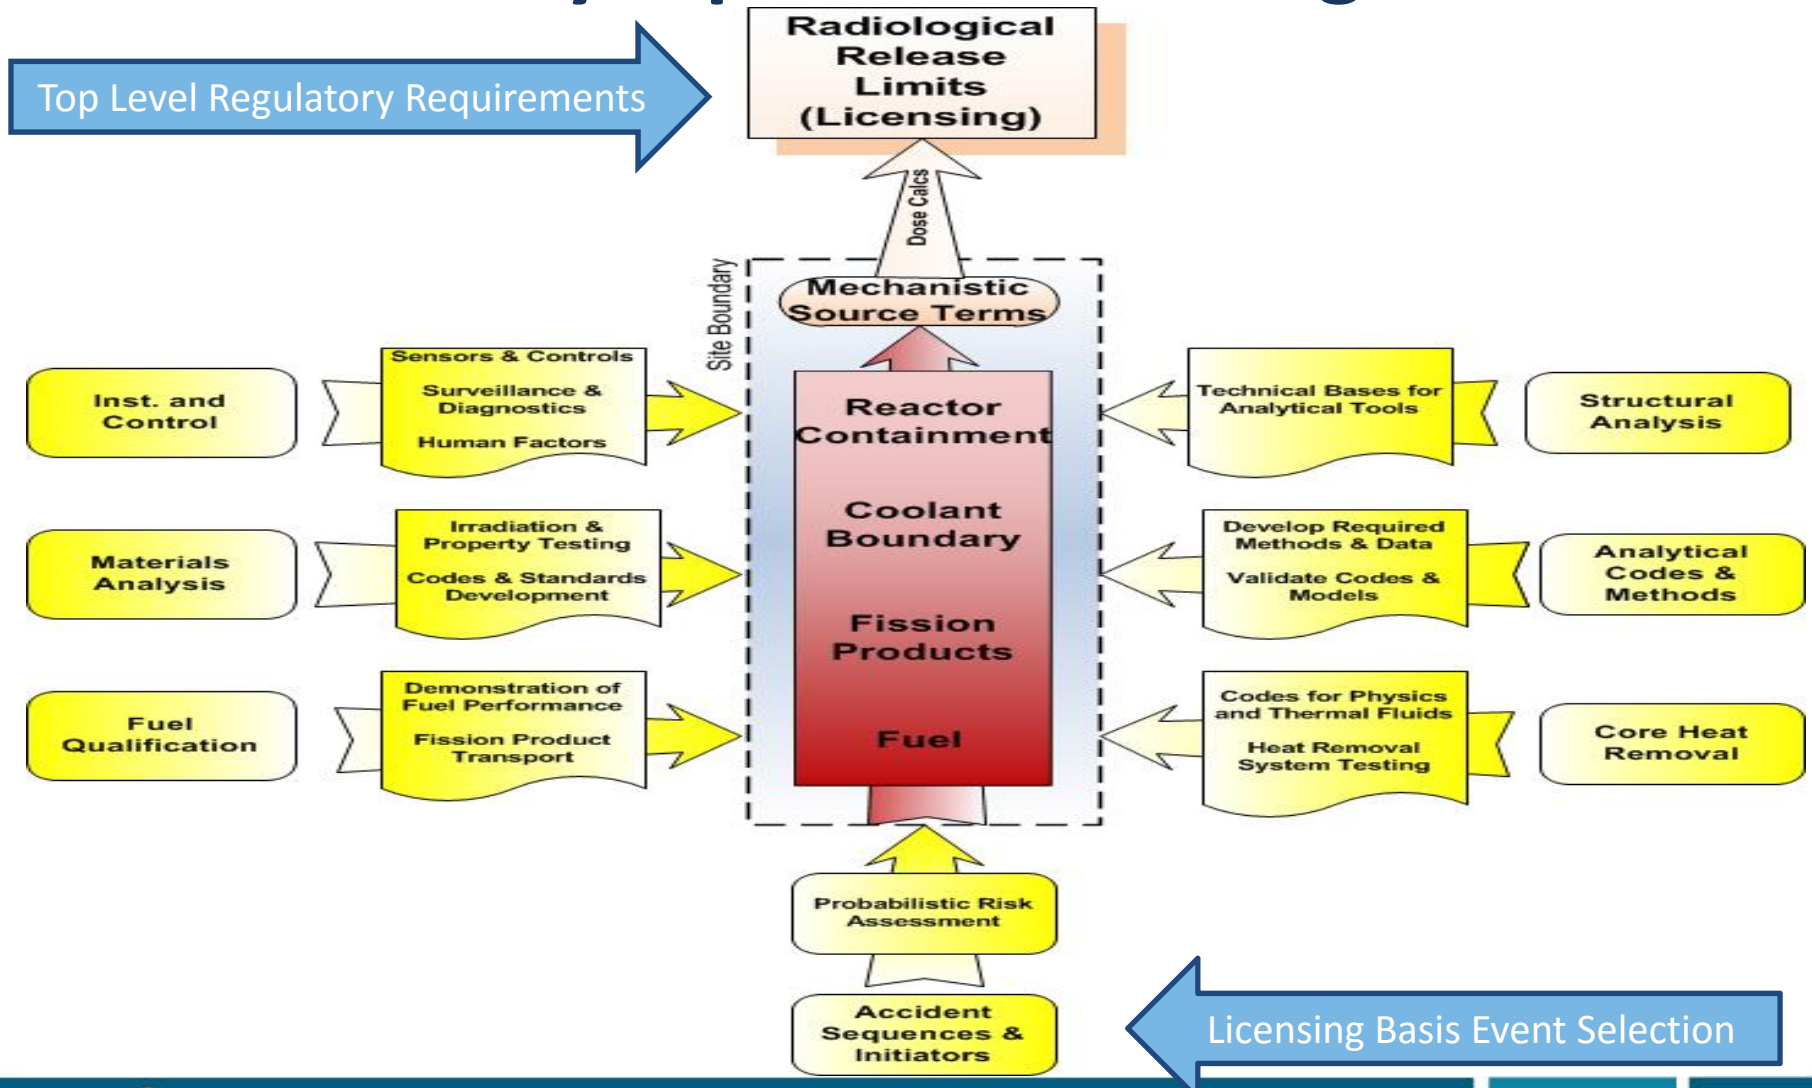 Top Level Regulatory Requirements
Radiological
Release
Limits
(Licensing)
Dose Calcs
Site Boundary
Mechanistic
Source Terms
Inst. and
Control
Sensors & Controls
Surveillance &
Diagnostics
Human Factors
Materials
Analysis
Irradiation &
Property Testing
Codes & Standards
Development
Fuel
Qualification
Demonstration of
Fuel Performance
Fission Product
Transport
Reactor
Containment
Coolant
Boundary
Fission
Products
Fuel
Technical Bases for
Analytical Tools
Structural
Analysis
Develop Required
Methods & Data
Validate Codes &
Models
Analytical
Codes &
Methods
Codes for Physics
and Thermal Fluids
Heat Removal
System Testing
Core Heat
Removal
Probabilistic Risk
Assessment
Accident
Sequences &
Initiators
Licensing Basis Event Selection